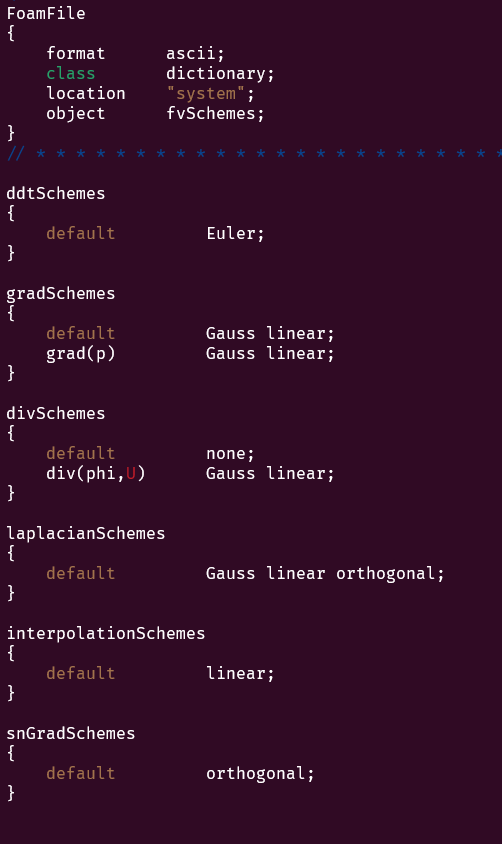 FoamFile
{
    format      ascii;
    class       dictionary;
    location    "system";
    object      fvSchemes;
}
// * * * * * * * * * * * * * * * * * * * * * * * *

ddtSchemes
{
    default         Euler;
}

gradSchemes
{
    default         Gauss linear;
    grad(p)         Gauss linear;
}

divSchemes
{
    default         none;
    div(phi,U)      Gauss linear;
}

laplacianSchemes
{
    default         Gauss linear orthogonal;
}

interpolationSchemes
{
    default         linear;
}

snGradSchemes
{
    default         orthogonal;
}